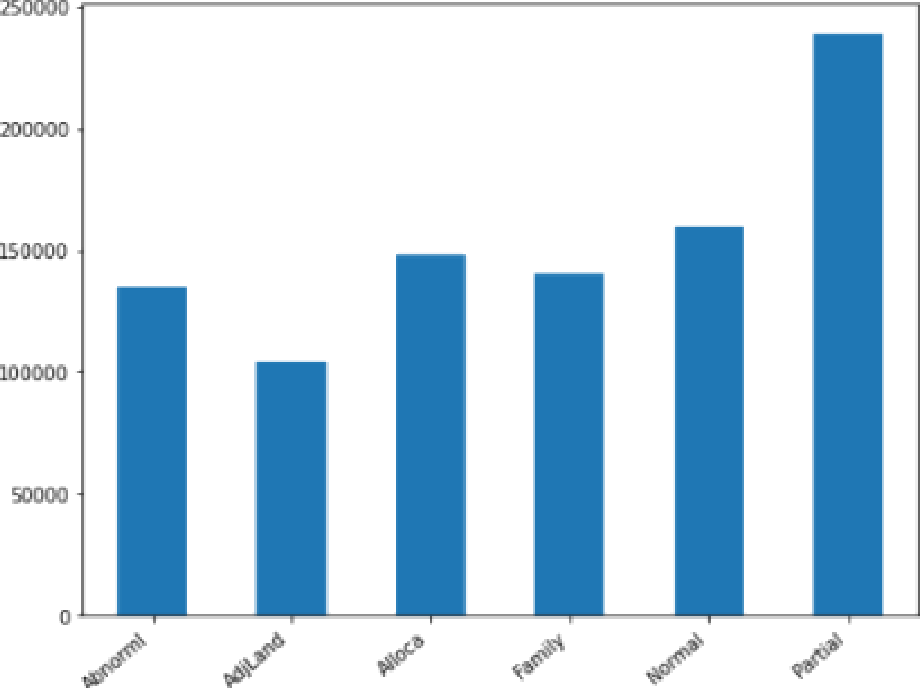 250000
200000
150000
100000
50000
0
Abnorml
AdjLand
Alloca
Family
Normal
Partial